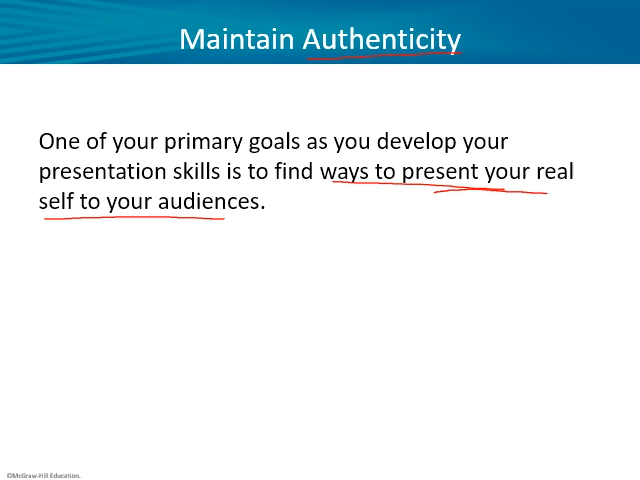 Maintain Authenticity
One of your primary goals as you develop your
presentation skills is to find ways to present your real
self to your audiences.
©McGraw-Hill Education.